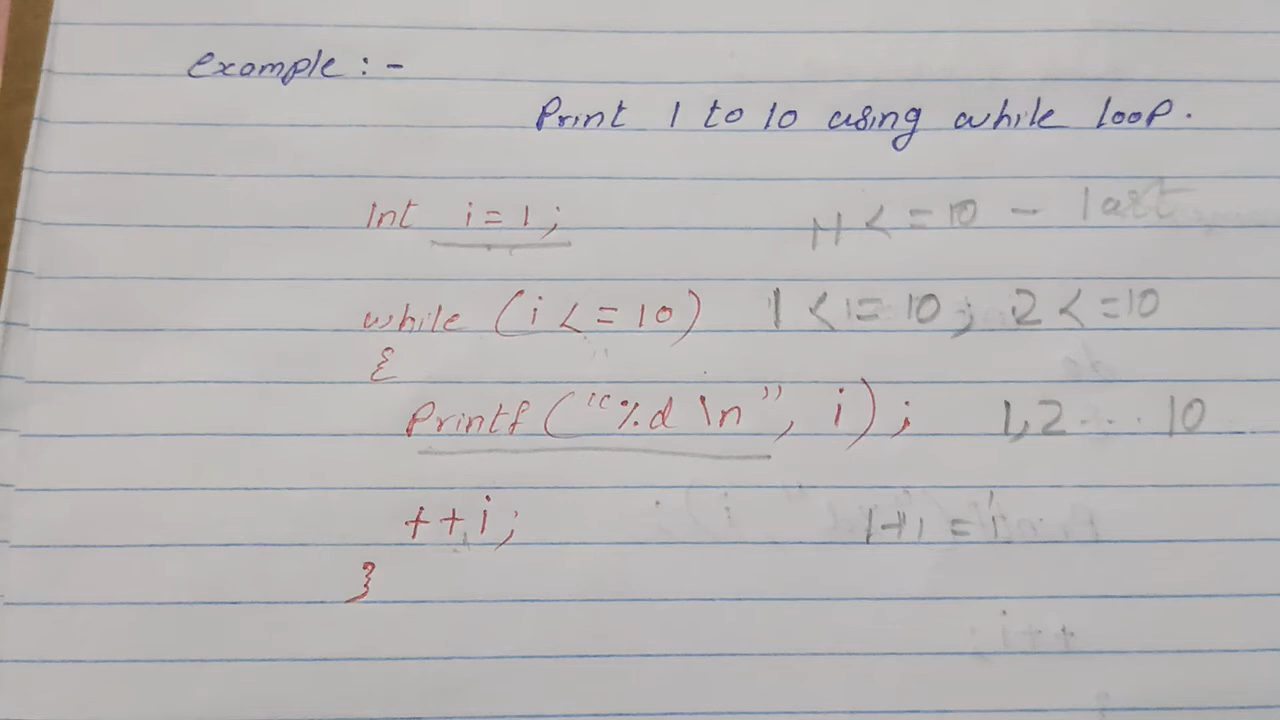 example :-
Print 1 to 10 using while loop.
int i = 1; 11 < = 10 - last
while (i < = 10) 1 < = 10; 2 < = 10
{
Printf ("%d \n", i); 1,2 ... 10
++i; 1+1 = i
}